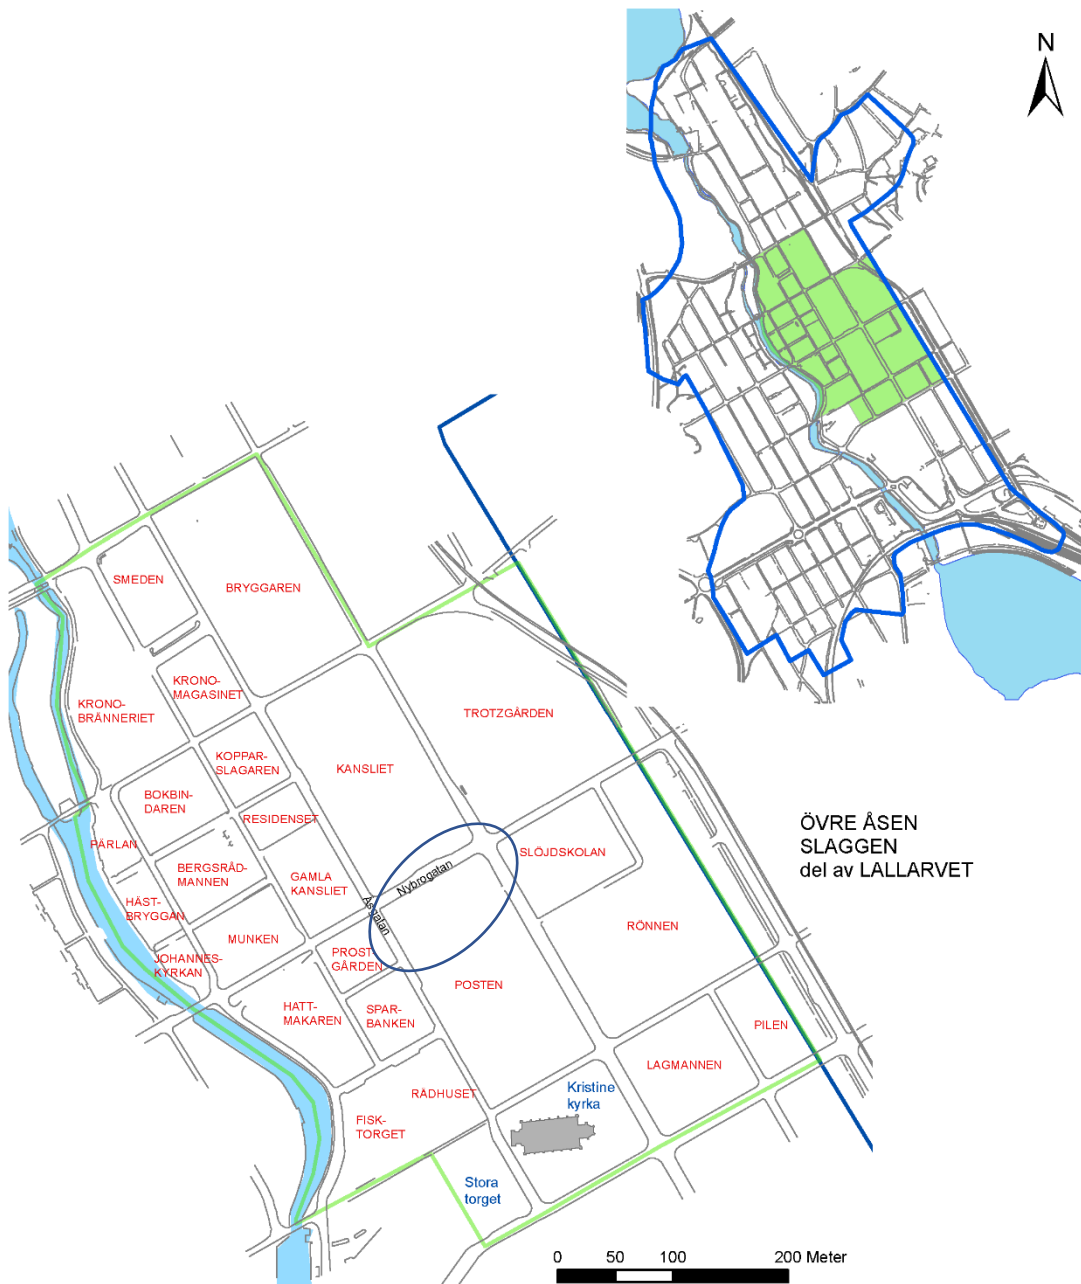 N
SMEDEN
BRYGGAREN
KRONO-
MAGASINET
KRONO-
BRÄNNERIET
TROTZGÅRDEN
KOPPAR-
SLAGAREN
KANSLIET
BOKBIN-
DAREN
RESIDENSET
PÄRLAN
SLÖJDSKOLAN
ÖVRE ÅSEN
SLAGGEN
del av LALLARVET
BERGSRÅD-
MANNEN
GAMLA
KANSLIET
Nybrogatan
Åsgatan
HÄST-
BRYGGAN
MUNKEN
RÖNNEN
JOHANNES-
KYRKAN
PROST-
GÅRDEN
POSTEN
HATT-
MAKAREN
SPAR-
BANKEN
PILEN
LAGMANNEN
RÅDHUSET
Kristine
kyrka
FISK-
TORGET
Stora
torget
0 50 100 200 Meter